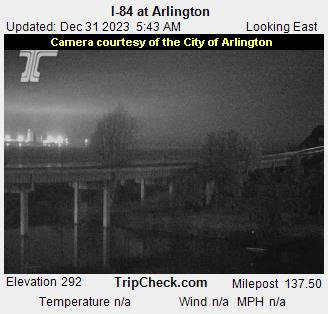 I-84 at Arlington
Updated: Dec 31 2023 5:43 AM Looking East
Camera courtesy of the City of Arlington
Elevation 292 TripCheck.com Milepost 137.50
Temperature n/a Wind n/a MPH n/a